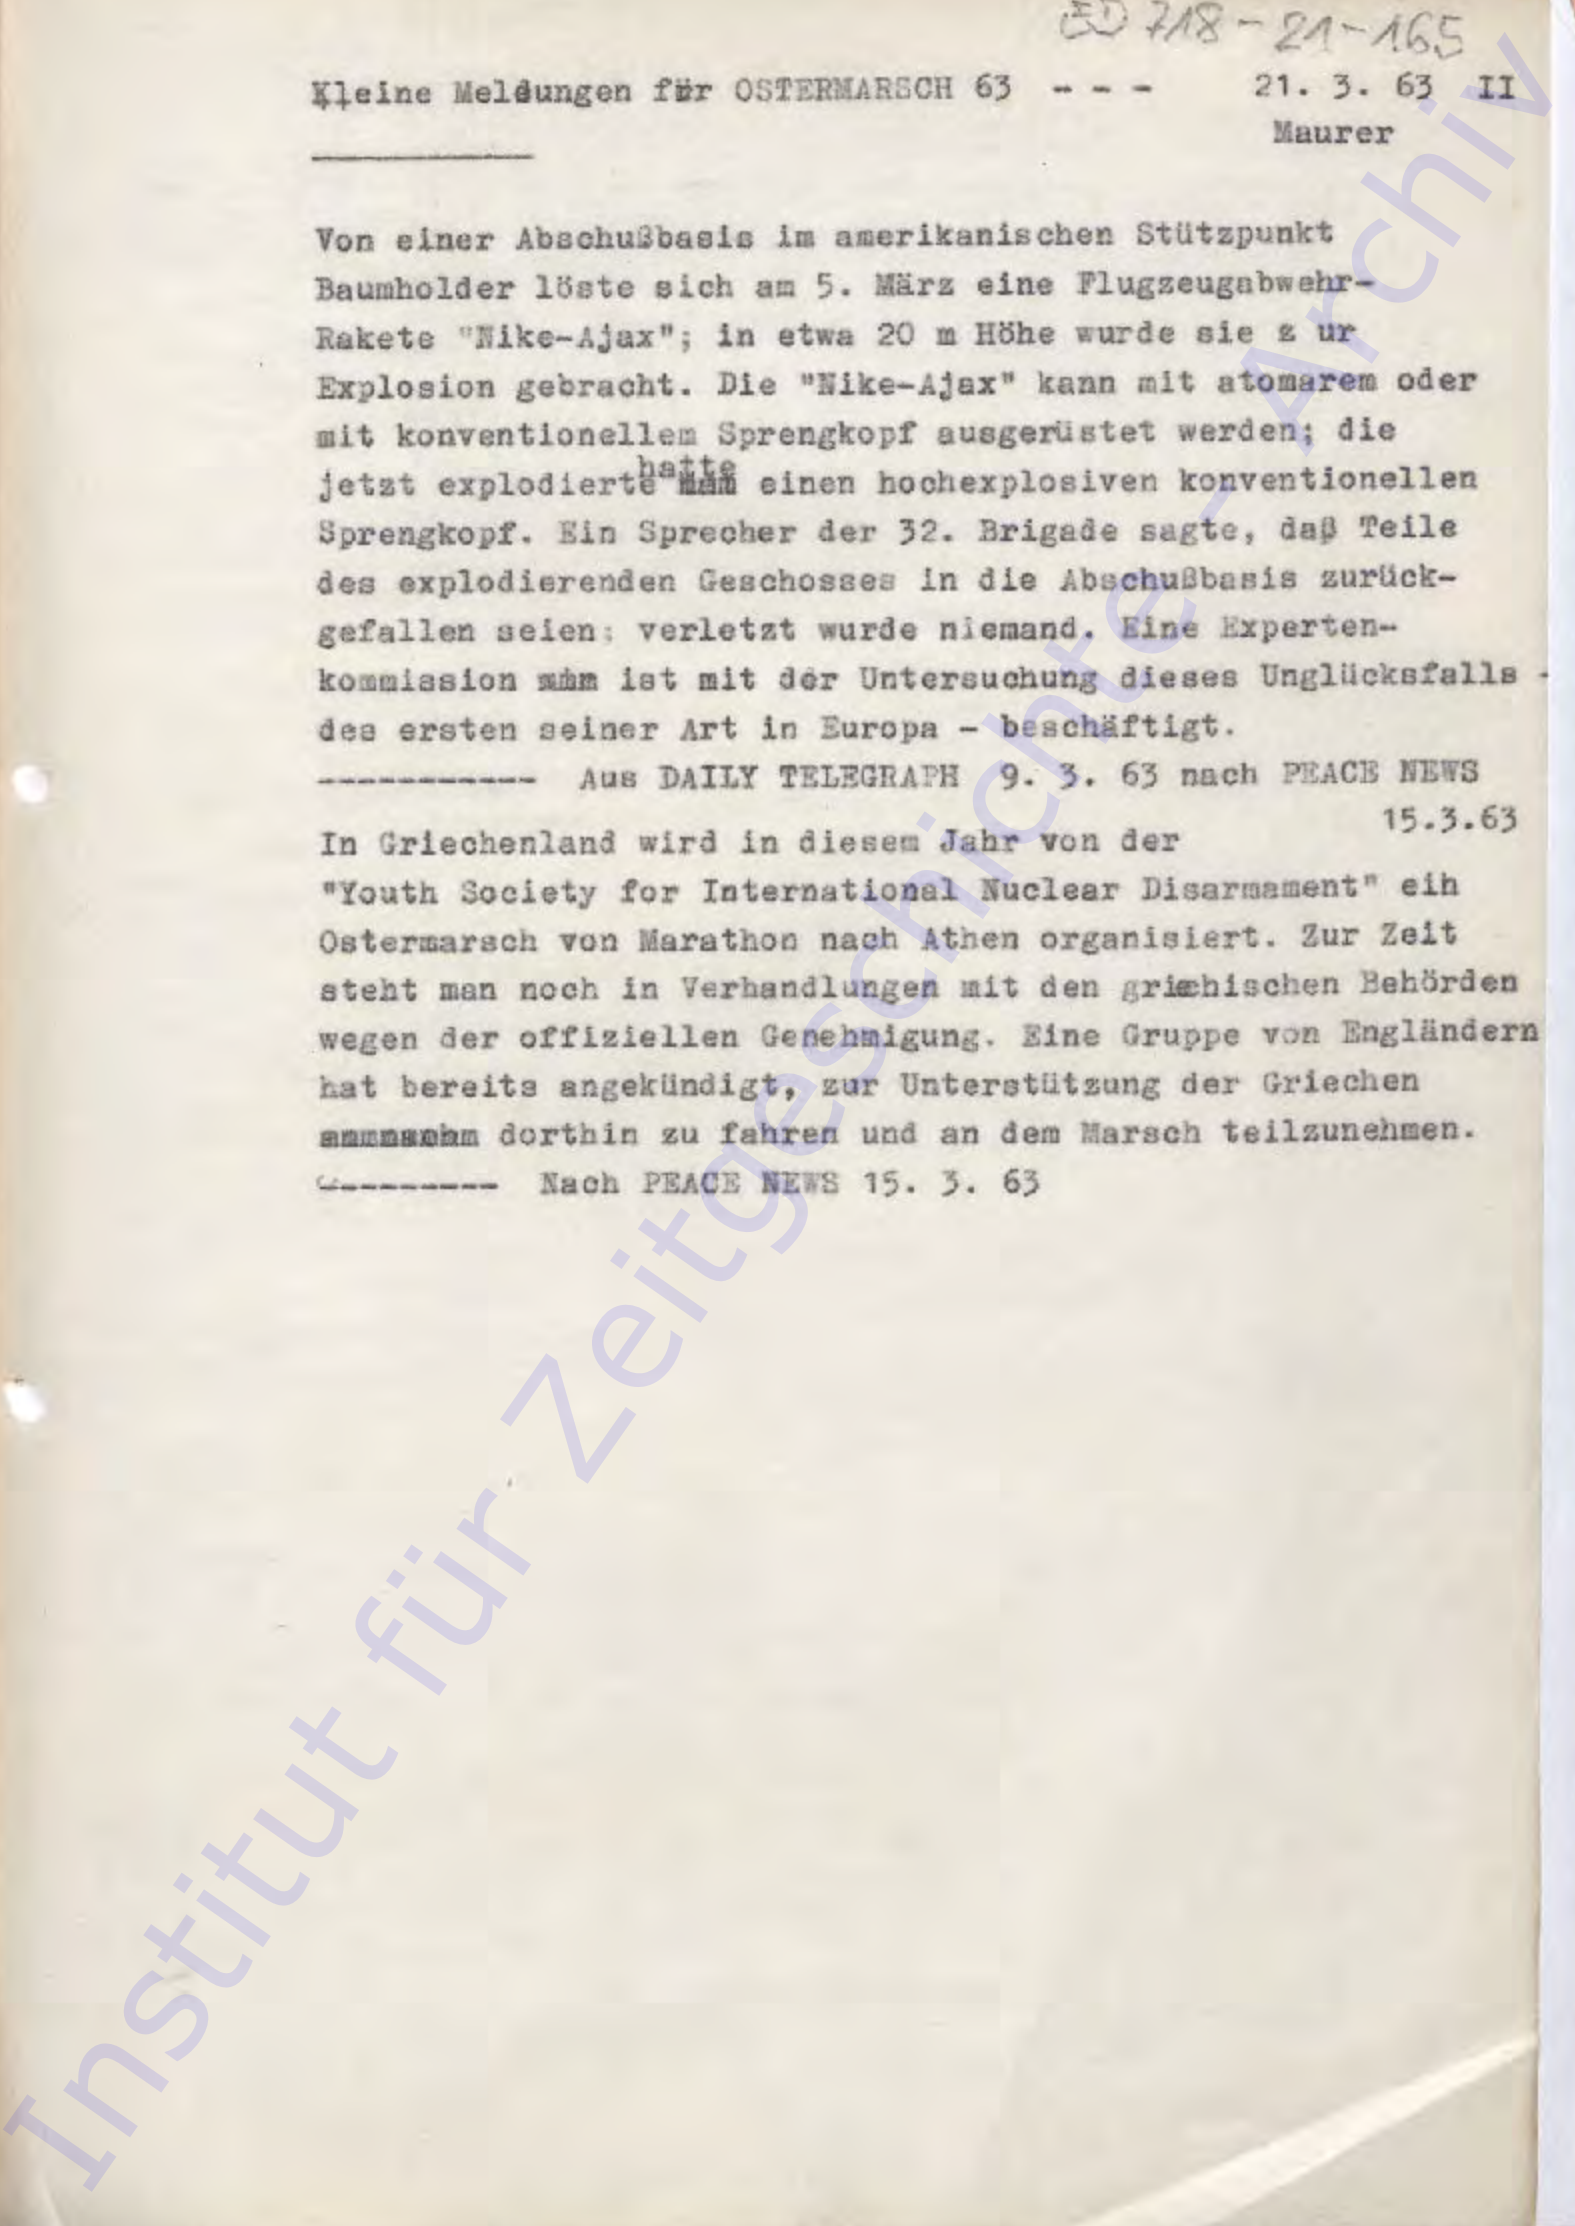 ED 718-21-165
Kleine Meldungen für OSTERMARSCH 63 - - - 21. 3. 63 II
Maurer
Von einer Abschußbasis im amerikanischen Stützpunkt
Baumholder löste sich am 5. März eine Flugzeugabwehr-
Rakete "Nike-Ajax"; in etwa 20 m Höhe wurde sie z ur
Explosion gebracht. Die "Nike-Ajax" kann mit atomarem oder
mit konventionellem Sprengkopf ausgerüstet werden; die
jetzt explodierte hatte einen hochexplosiven konventionellen
Sprengkopf. Ein Sprecher der 32. Brigade sagte, daß Teile
des explodierenden Geschosses in die Abschußbasis zurück-
gefallen seien; verletzt wurde niemand. Eine Experten-
kommission ist mit der Untersuchung dieses Unglücksfalls -
des ersten seiner Art in Europa - beschäftigt.
----------- Aus DAILY TELEGRAPH 9. 3. 63 nach PEACE NEWS
15.3.63
In Griechenland wird in diesem Jahr von der
"Youth Society for International Nuclear Disarmament" eih
Ostermarsch von Marathon nach Athen organisiert. Zur Zeit
steht man noch in Verhandlungen mit den griechischen Behörden
wegen der offiziellen Genehmigung. Eine Gruppe von Engländern
hat bereits angekündigt, zur Unterstützung der Griechen
dorthin zu fahren und an dem Marsch teilzunehmen.
--------- Nach PEACE NEWS 15. 3. 63
Institut für Zeitgeschichte - Archiv